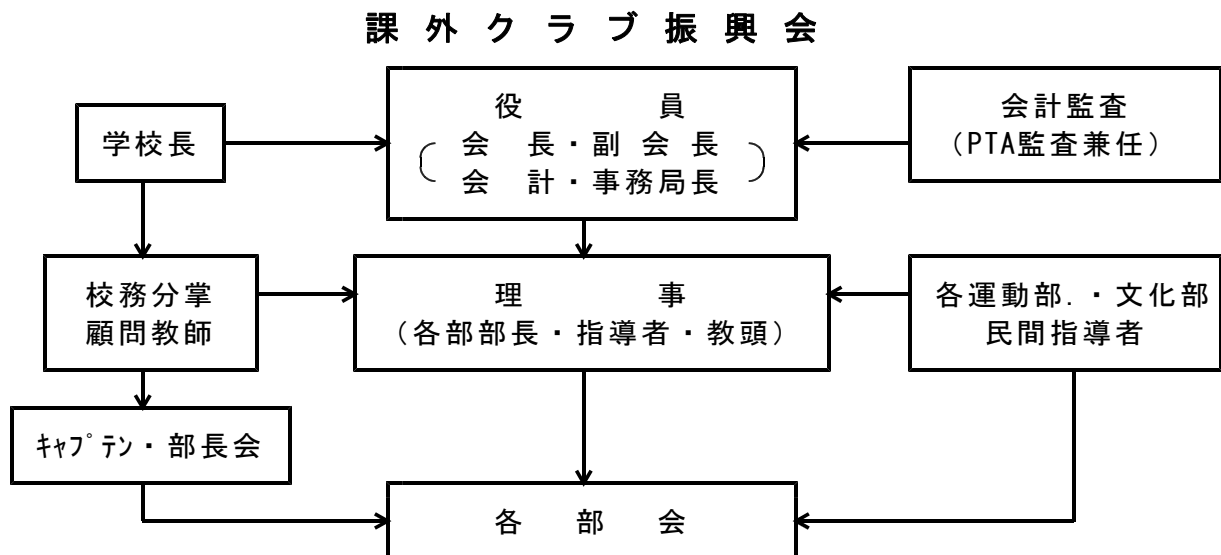 課外クラブ振興会
学校長
役員
会長・副会長
会計・事務局長
会計監査
(PTA監査兼任)
校務分掌
顧問教師
理事
(各部部長・指導者・教頭)
各運動部.・文化部
民間指導者
ｷｬﾌﾟﾃﾝ・部長会
各部会